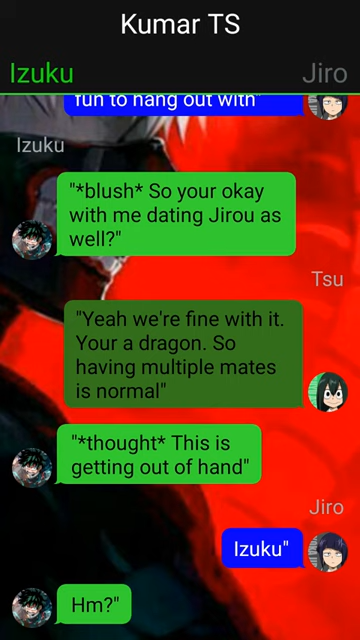 Kumar TS
Izuku
Jiro
fun to hang out with"
Izuku
"*blush* So your okay
with me dating Jirou as
well?"
Tsu
"Yeah we're fine with it.
Your a dragon. So
having multiple mates
is normal"
"*thought* This is
getting out of hand"
Jiro
Izuku"
Hm?"